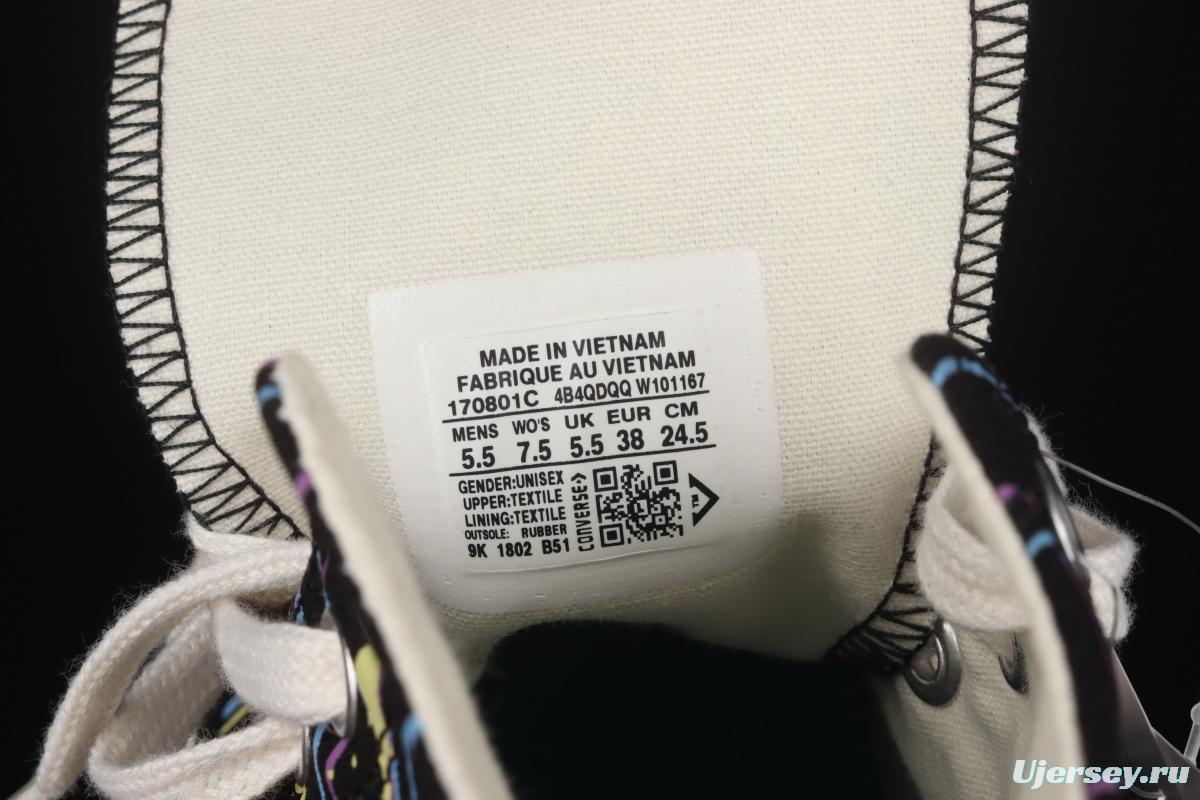 MADE IN VIETNAM
FABRIQUE AU VIETNAM
170801C 4B4QDQQ W101167
MENS WO'S UK EUR CM
5.5 7.5 5.5 38 24.5
GENDER:UNISEX
UPPER:TEXTILE
LINING:TEXTILE
OUTSOLE: RUBBER
9K 1802 B51
CONVERSE
Ujersey.ru